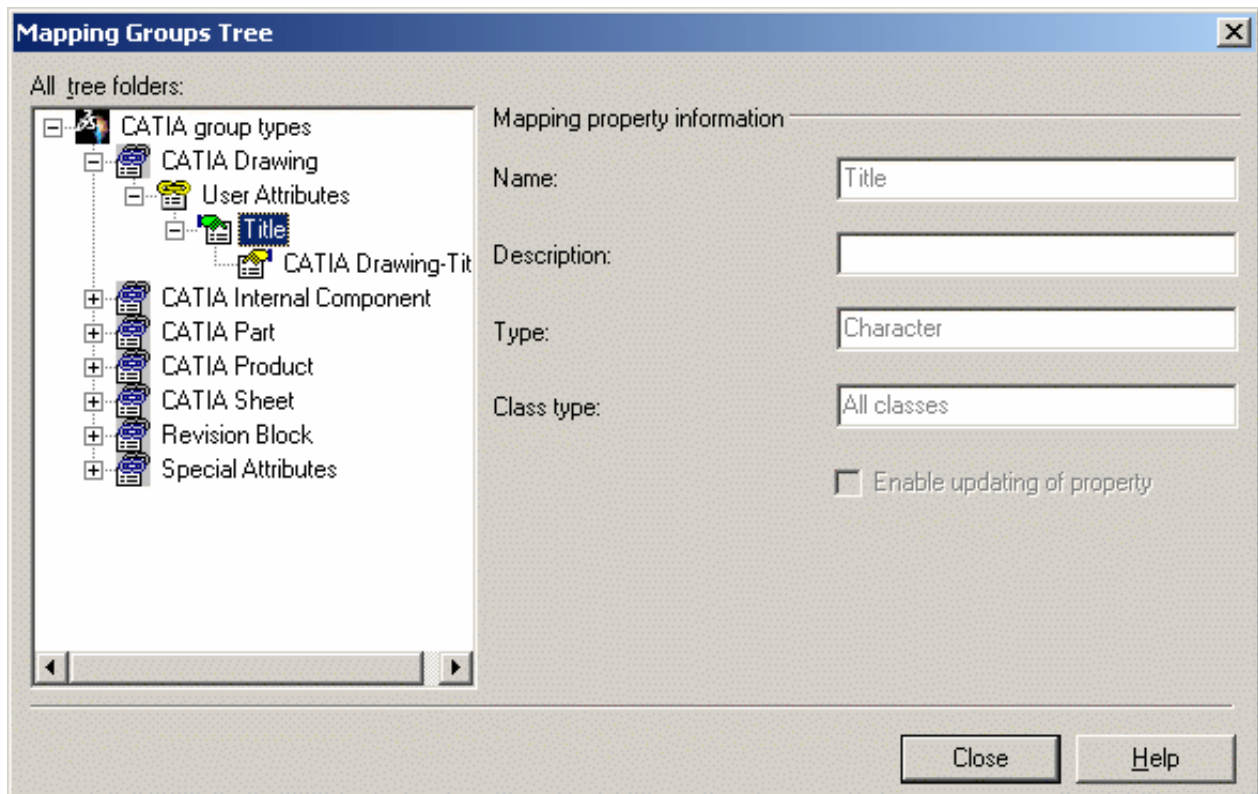 Mapping Groups Tree
All tree folders:
CATIA group types
CATIA Drawing
User Attributes
Title
CATIA Drawing-Tit
CATIA Internal Component
CATIA Part
CATIA Product
CATIA Sheet
Revision Block
Special Attributes
Mapping property information
Name:
Title
Description:
Type:
Character
Class type:
All classes
Enable updating of property
Close
Help